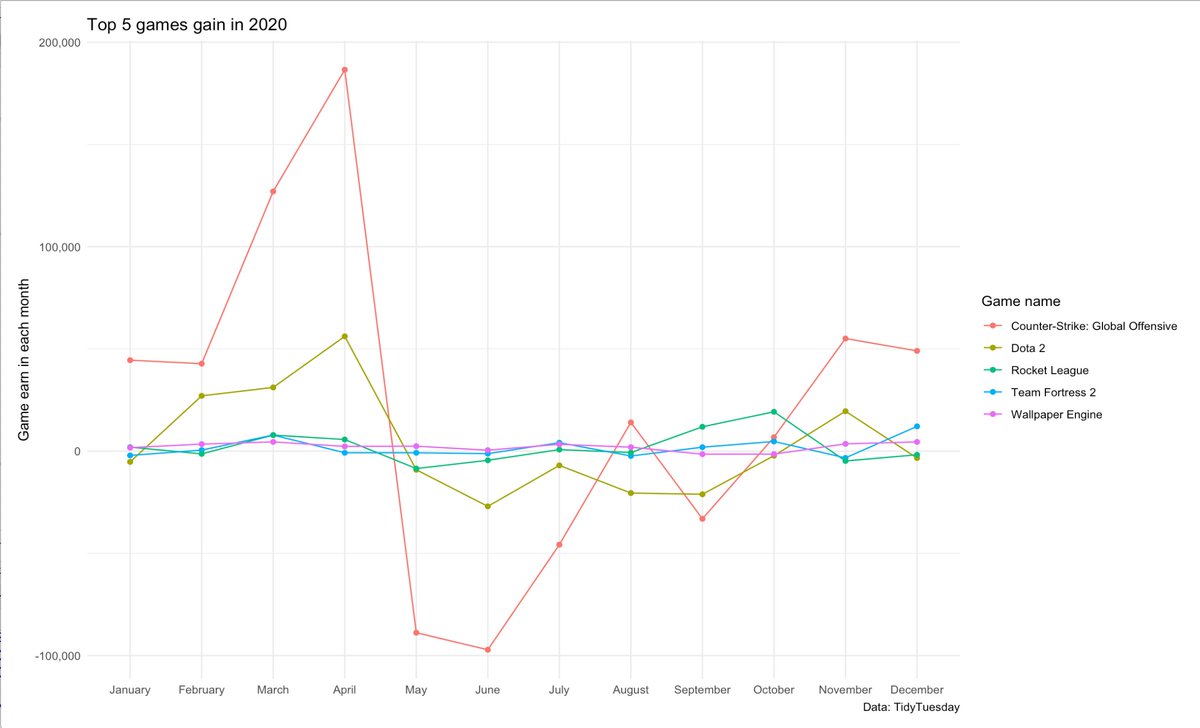 Top 5 games gain in 2020
200,000
100,000
0
-100,000
Game earn in each month
January February March April May June July August September October November December
Data: TidyTuesday
Game name
Counter-Strike: Global Offensive
Dota 2
Rocket League
Team Fortress 2
Wallpaper Engine